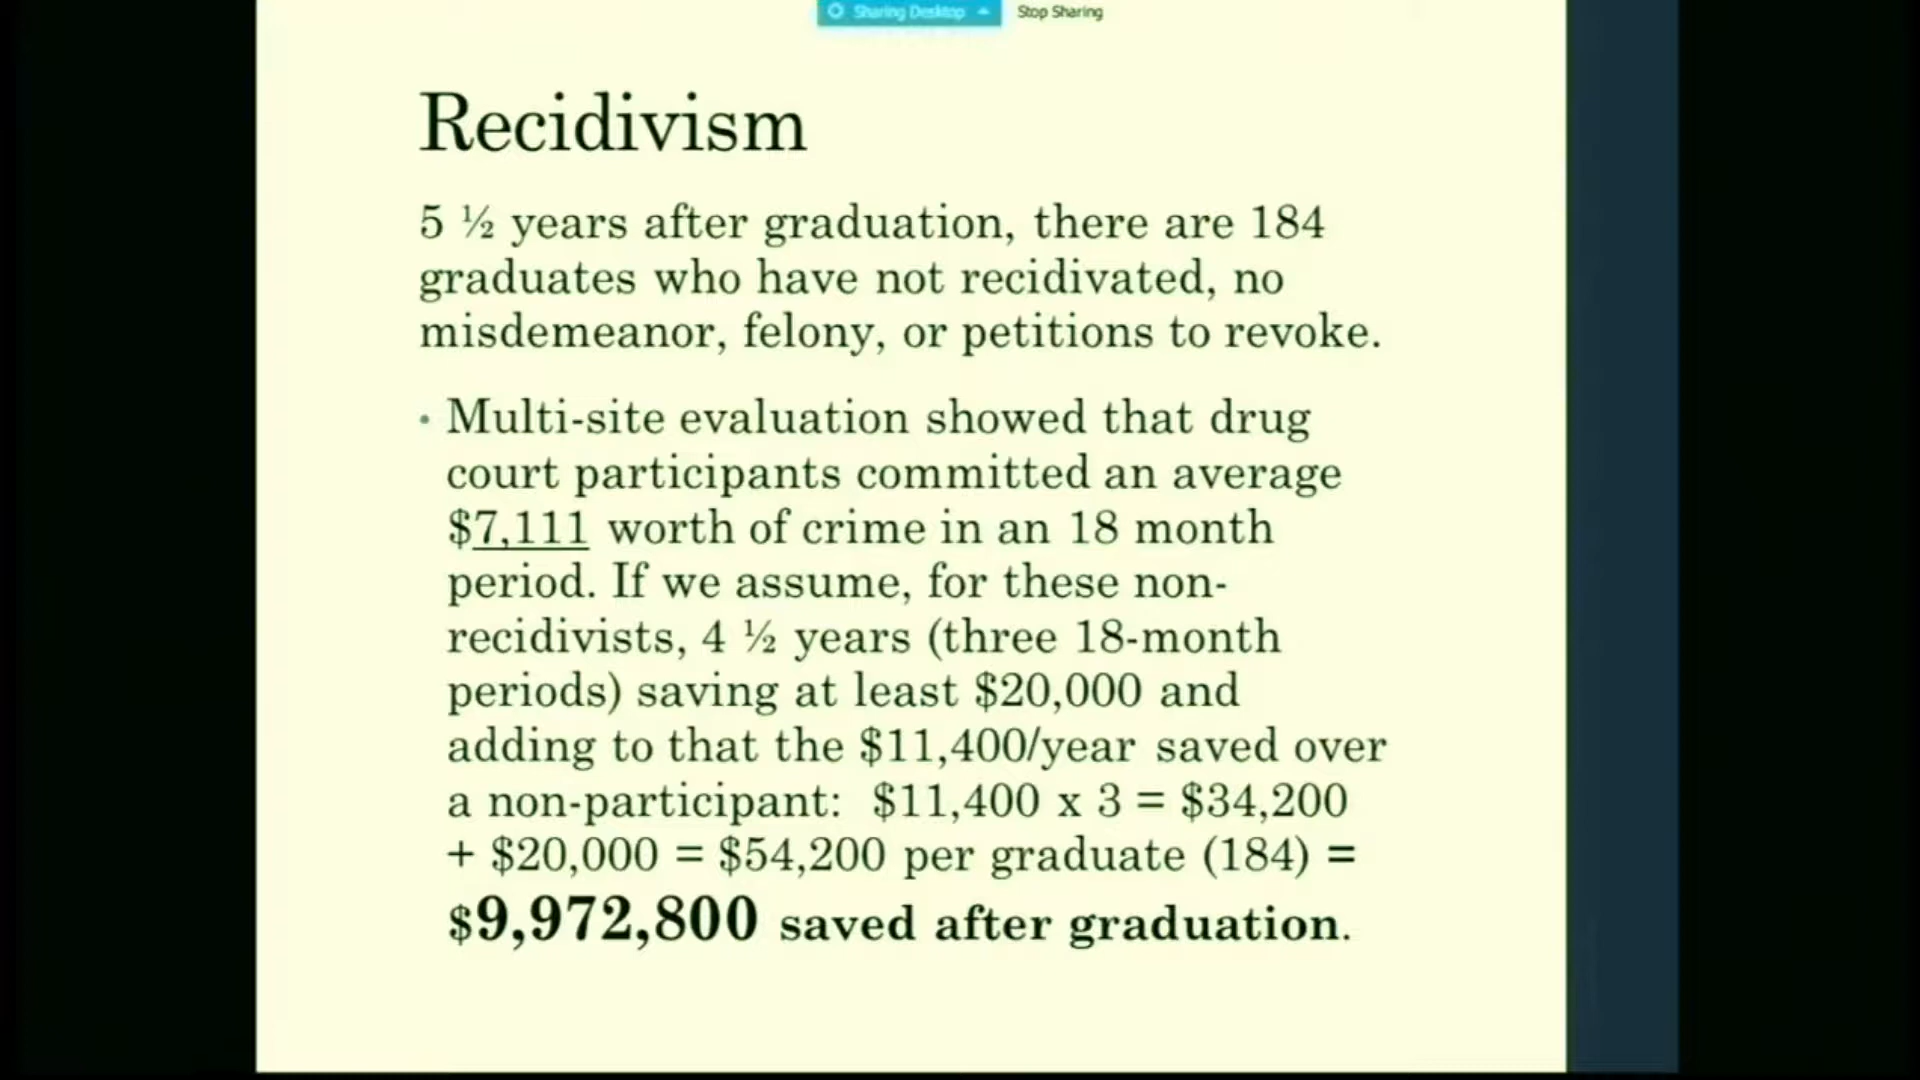 Sharing Desktop Stop Sharing
Recidivism
5 ½ years after graduation, there are 184
graduates who have not recidivated, no
misdemeanor, felony, or petitions to revoke.
• Multi-site evaluation showed that drug
court participants committed an average
$7,111 worth of crime in an 18 month
period. If we assume, for these non-
recidivists, 4 ½ years (three 18-month
periods) saving at least $20,000 and
adding to that the $11,400/year saved over
a non-participant: $11,400 x 3 = $34,200
+ $20,000 = $54,200 per graduate (184) =
$9,972,800 saved after graduation.